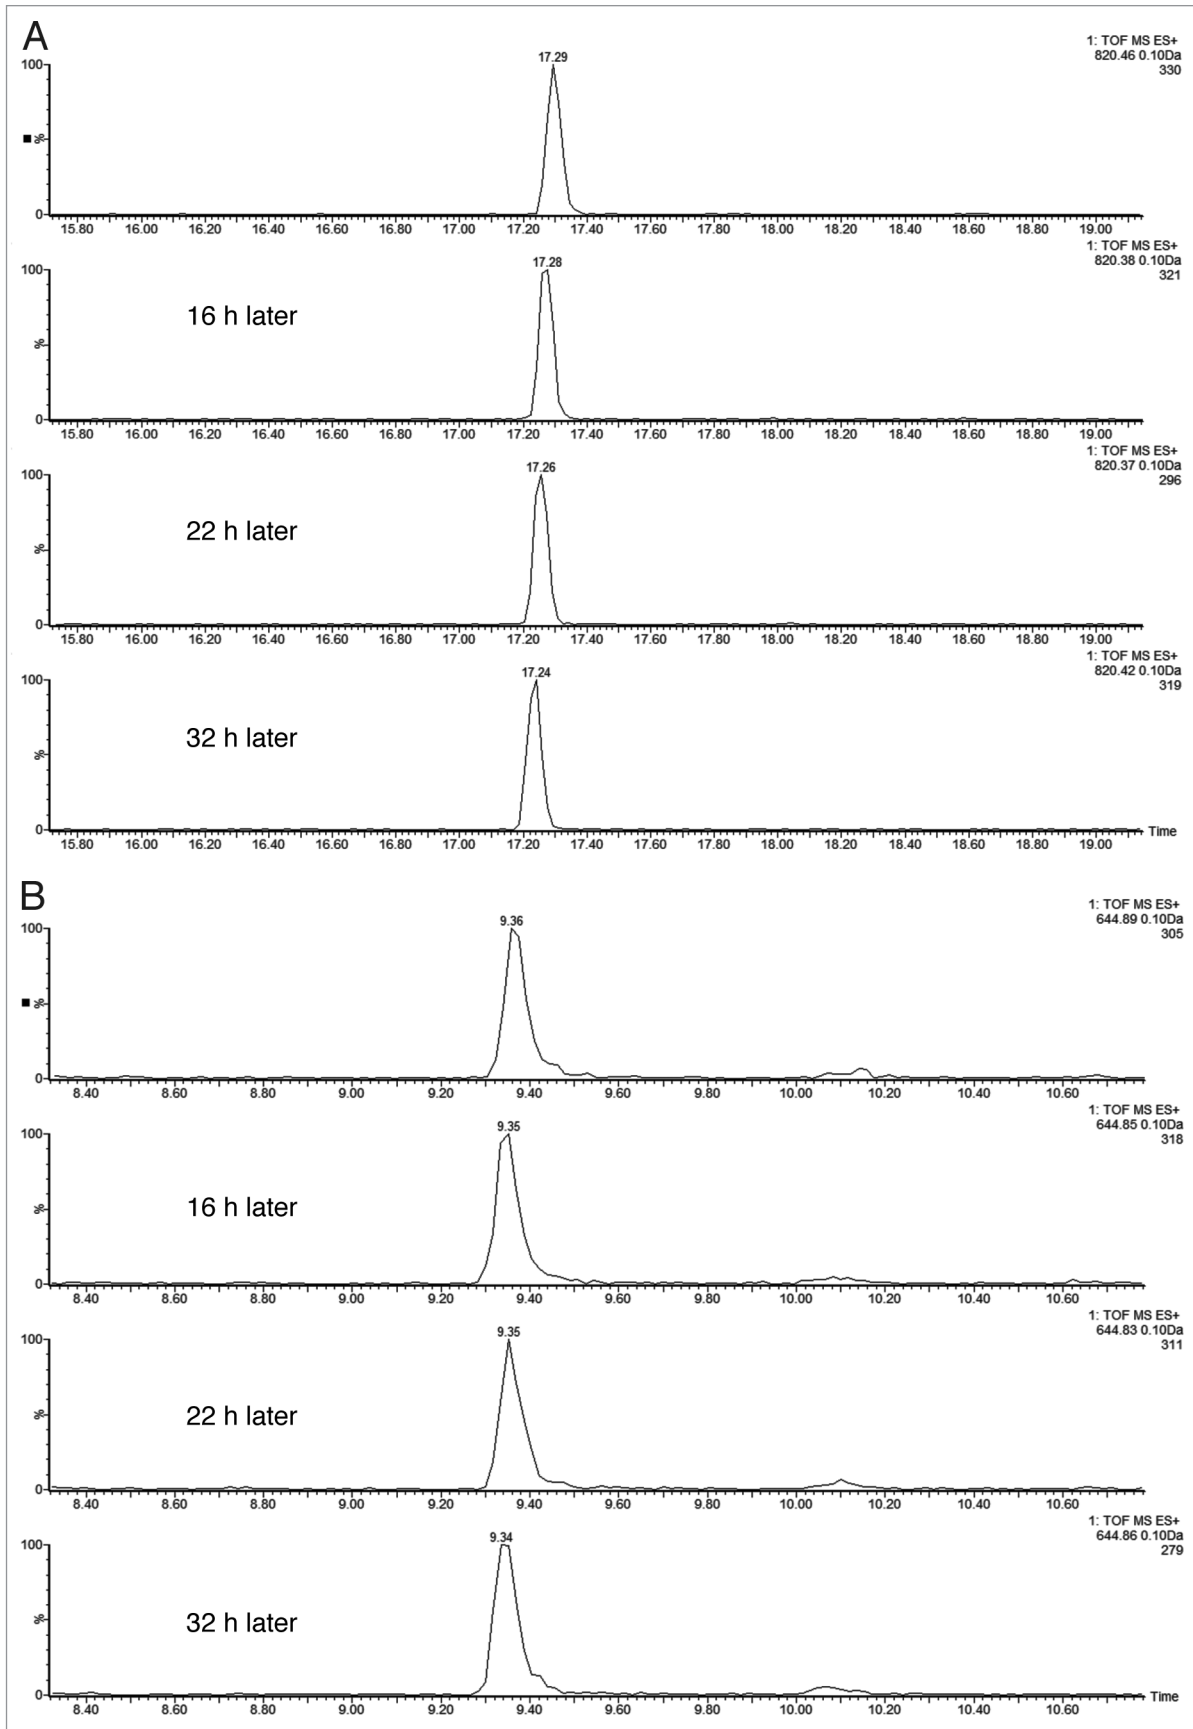 A
1: TOF MS ES+
820.46 0.10Da
330
17.29
100
%
0
15.80 16.00 16.20 16.40 16.60 16.80 17.00 17.20 17.40 17.60 17.80 18.00 18.20 18.40 18.60 18.80 19.00
1: TOF MS ES+
820.38 0.10Da
321
17.28
100
16 h later
%
0
15.80 16.00 16.20 16.40 16.60 16.80 17.00 17.20 17.40 17.60 17.80 18.00 18.20 18.40 18.60 18.80 19.00
1: TOF MS ES+
820.37 0.10Da
296
17.26
100
22 h later
%
0
15.80 16.00 16.20 16.40 16.60 16.80 17.00 17.20 17.40 17.60 17.80 18.00 18.20 18.40 18.60 18.80 19.00
1: TOF MS ES+
820.42 0.10Da
319
17.24
100
32 h later
%
0
Time
15.80 16.00 16.20 16.40 16.60 16.80 17.00 17.20 17.40 17.60 17.80 18.00 18.20 18.40 18.60 18.80 19.00
B
1: TOF MS ES+
644.89 0.10Da
305
9.36
100
%
0
8.40 8.60 8.80 9.00 9.20 9.40 9.60 9.80 10.00 10.20 10.40 10.60
1: TOF MS ES+
644.85 0.10Da
318
9.35
100
16 h later
%
0
8.40 8.60 8.80 9.00 9.20 9.40 9.60 9.80 10.00 10.20 10.40 10.60
1: TOF MS ES+
644.83 0.10Da
311
9.35
100
22 h later
%
0
8.40 8.60 8.80 9.00 9.20 9.40 9.60 9.80 10.00 10.20 10.40 10.60
1: TOF MS ES+
644.86 0.10Da
279
9.34
100
32 h later
%
0
Time
8.40 8.60 8.80 9.00 9.20 9.40 9.60 9.80 10.00 10.20 10.40 10.60